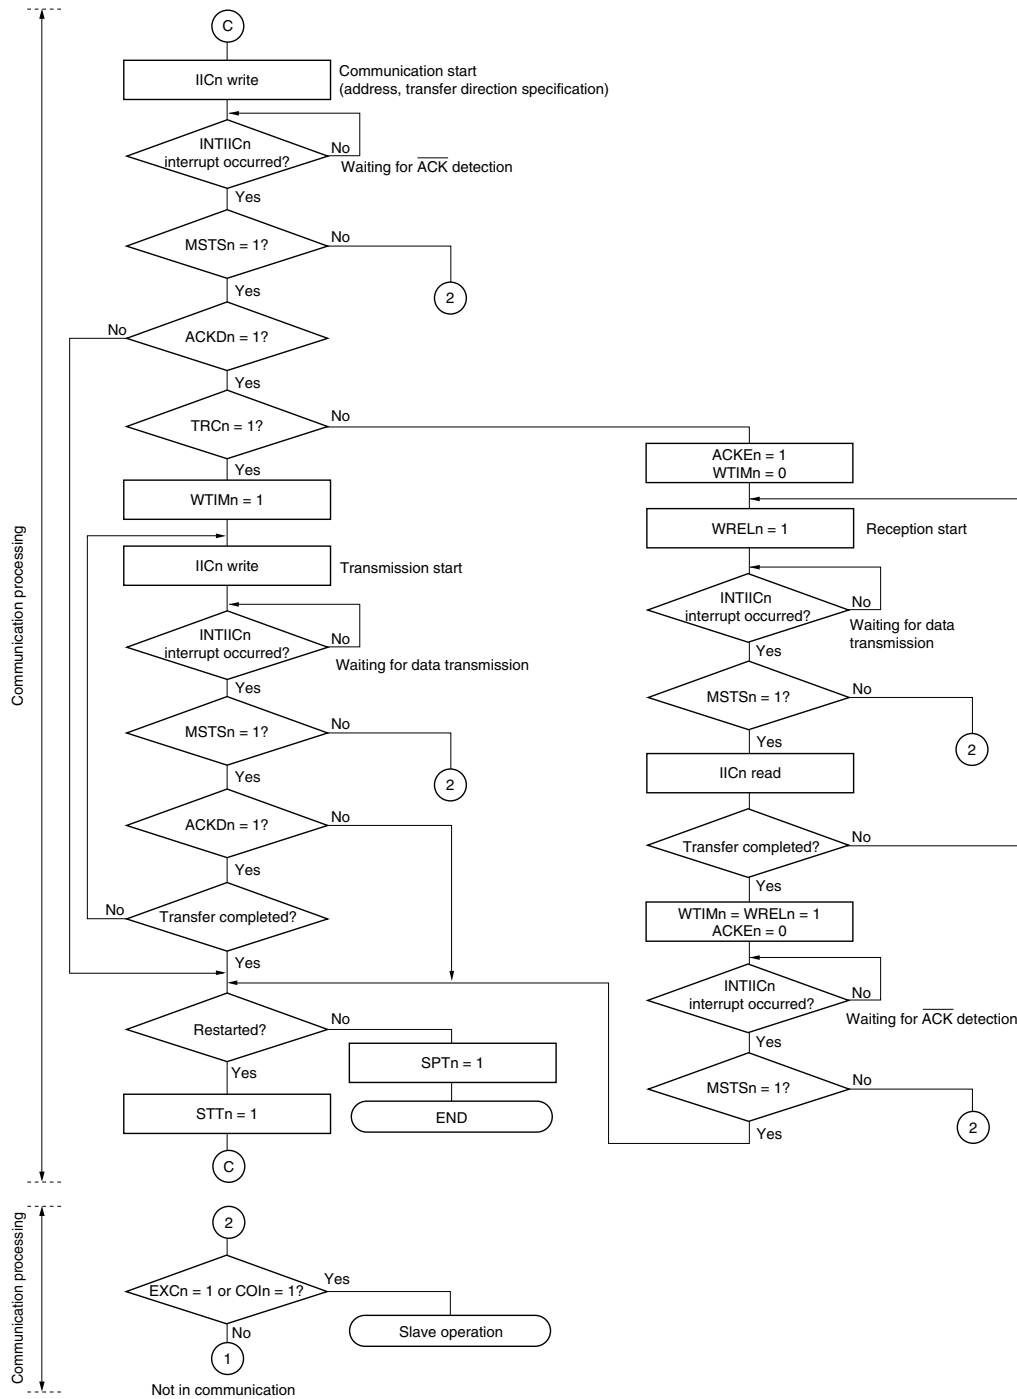 C
IICn write
Communication start
(address, transfer direction specification)
INTIICn
interrupt occurred?
No
Waiting for ACK detection
Yes
MSTSn = 1?
No
2
Yes
ACKDn = 1?
No
Yes
TRCn = 1?
No
Yes
WTIMn = 1
IICn write
Transmission start
INTIICn
interrupt occurred?
No
Waiting for data transmission
Yes
MSTSn = 1?
No
2
Yes
ACKDn = 1?
No
Yes
Transfer completed?
No
Yes
Restarted?
No
SPTn = 1
END
Yes
STTn = 1
C
ACKEn = 1
WTIMn = 0
WRELn = 1
Reception start
INTIICn
interrupt occurred?
No
Waiting for data
transmission
Yes
MSTSn = 1?
No
2
Yes
IICn read
Transfer completed?
No
Yes
WTIMn = WRELn = 1
ACKEn = 0
INTIICn
interrupt occurred?
No
Waiting for ACK detection
Yes
MSTSn = 1?
No
2
Yes
Communication processing
2
EXCn = 1 or COIn = 1?
Yes
Slave operation
No
1
Not in communication
Communication processing